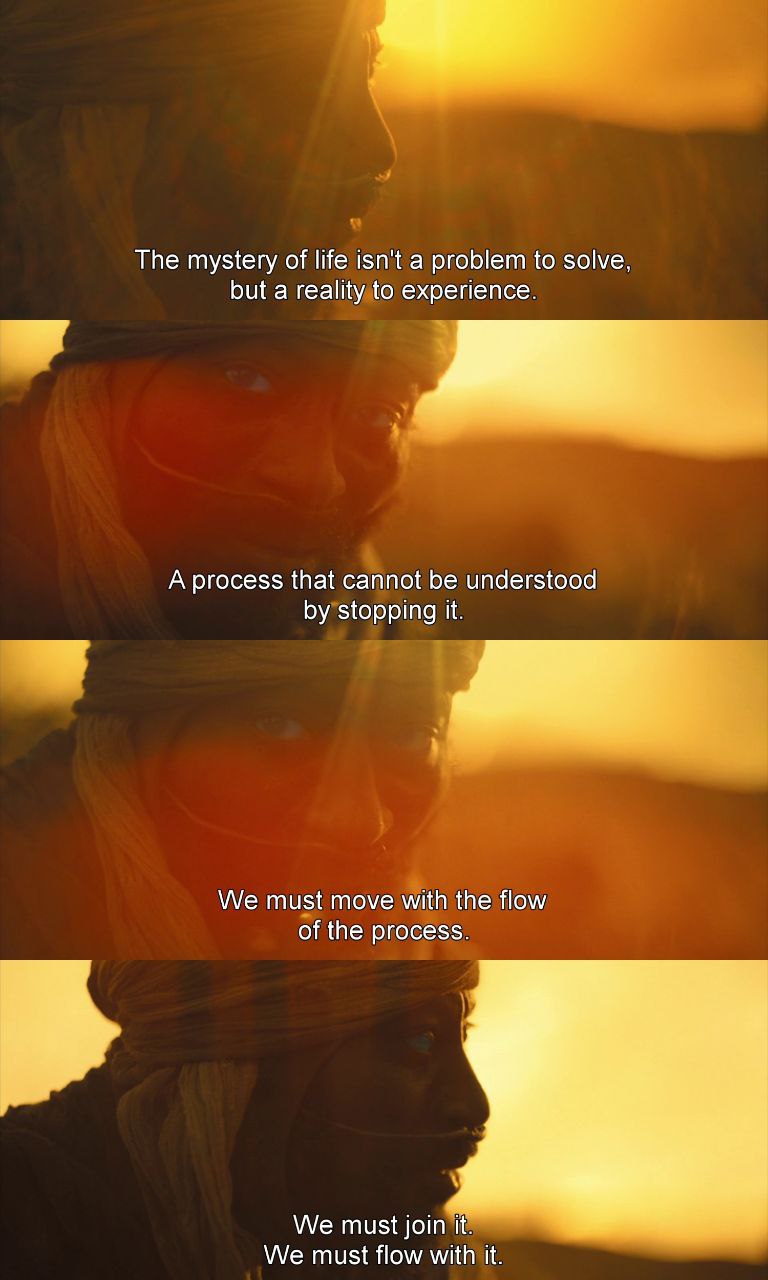 The mystery of life isn't a problem to solve,
but a reality to experience.
A process that cannot be understood
by stopping it.
We must move with the flow
of the process.
We must join it.
We must flow with it.